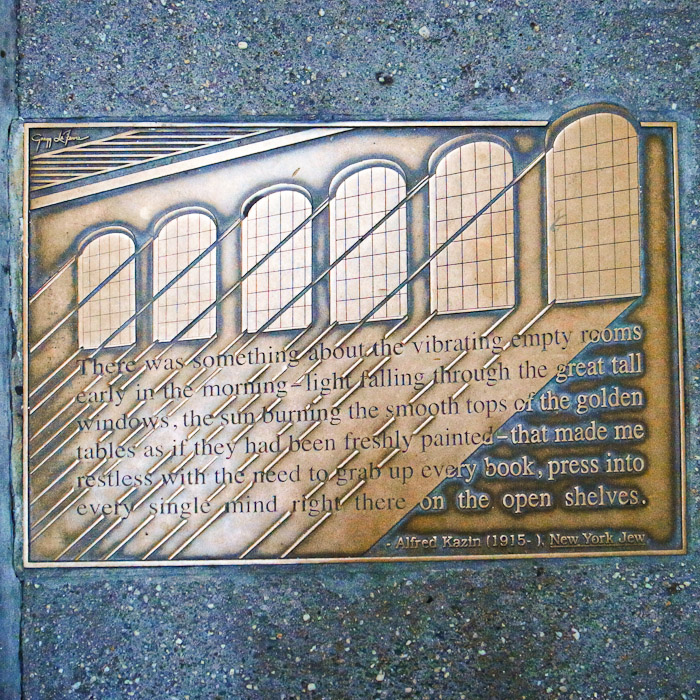 Gregg LeFevre
There was something about the vibrating empty rooms
early in the morning–light falling through the great tall
windows, the sun burning the smooth tops of the golden
tables as if they had been freshly painted–that made me
restless with the need to grab up every book, press into
every single mind right there on the open shelves.
- Alfred Kazin (1915- ), New York Jew